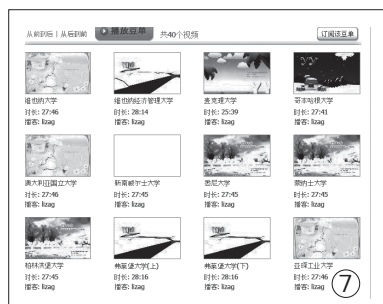 从前到后 | 从后到前 播放豆单 共40个视频 订阅该豆单
维也纳大学 维也纳经济管理大学 麦克理大学 哥本哈根大学
时长: 27:46 时长: 28:14 时长: 25:39 时长: 27:41
播客: lizag 播客: lizag 播客: lizag 播客: lizag
澳大利亚国立大学 新南威尔士大学 悉尼大学 蒙纳士大学
时长: 27:46 时长: 27:45 时长: 27:45 时长: 27:45
播客: lizag 播客: lizag 播客: lizag 播客: lizag
柏林洪堡大学 弗莱堡大学(上) 弗莱堡大学(下) 亚琛工业大学
时长: 27:45 时长: 28:16 时长: 28:16 时长: 27:46
播客: lizag 播客: lizag 播客: lizag 播客: lizag
7